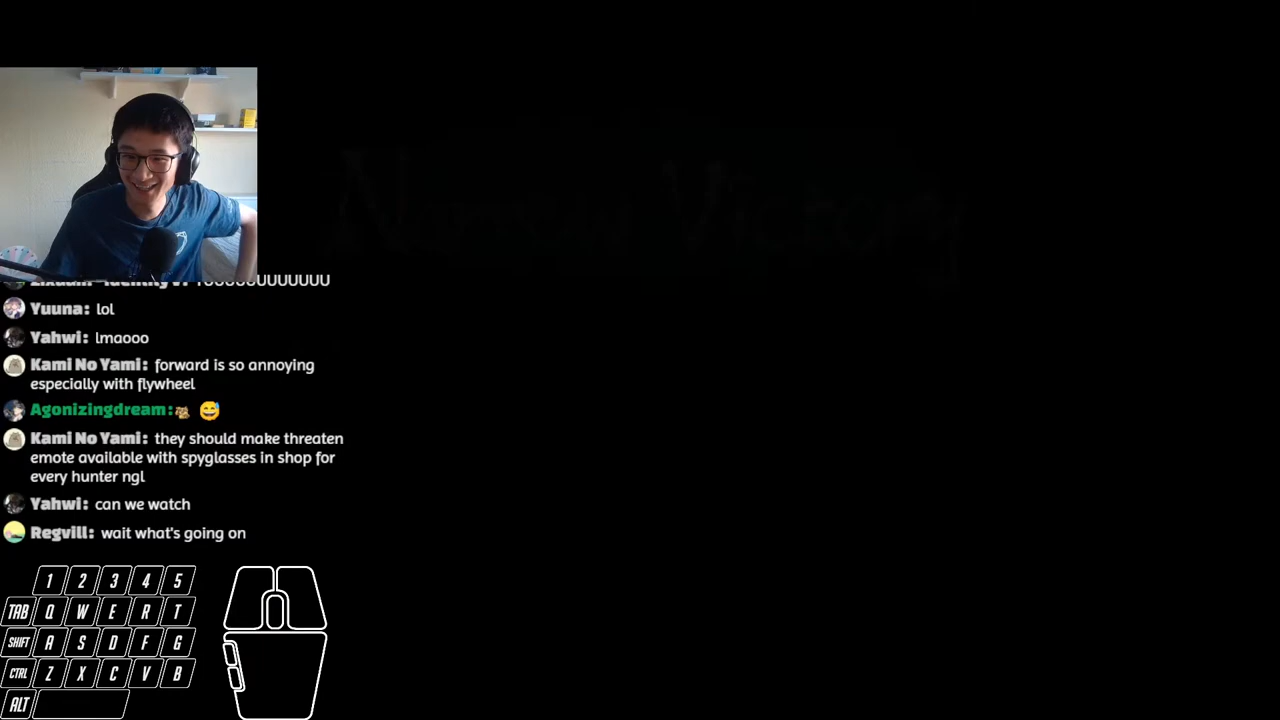 Yuuna: lol
Yahwi: lmaooo
Kami No Yami: forward is so annoying
especially with flywheel
Agonizingdream:
Kami No Yami: they should make threaten
emote available with spyglasses in shop for
every hunter ngl
Yahwi: can we watch
Regvill: wait what's going on
1 2 3 4 5
TAB Q W E R T
SHIFT A S D F G
CTRL Z X C V B
ALT
Victory